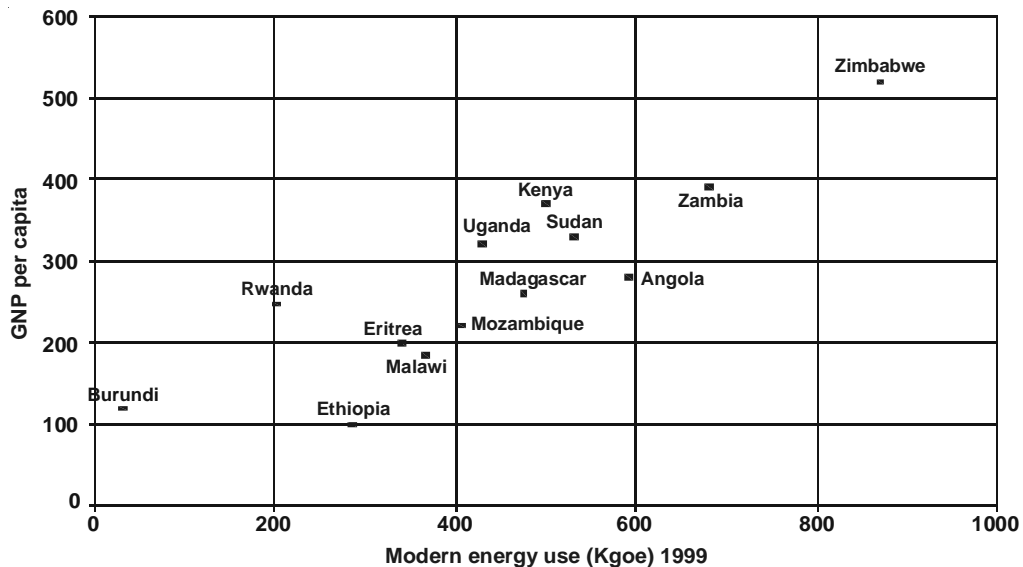 600
Zimbabwe
500
GNP per capita
400
Kenya
Zambia
Uganda
Sudan
300
Rwanda
Madagascar
Angola
Eritrea
Mozambique
200
Malawi
Burundi
Ethiopia
100
0
0 200 400 600 800 1000
Modern energy use (Kgoe) 1999